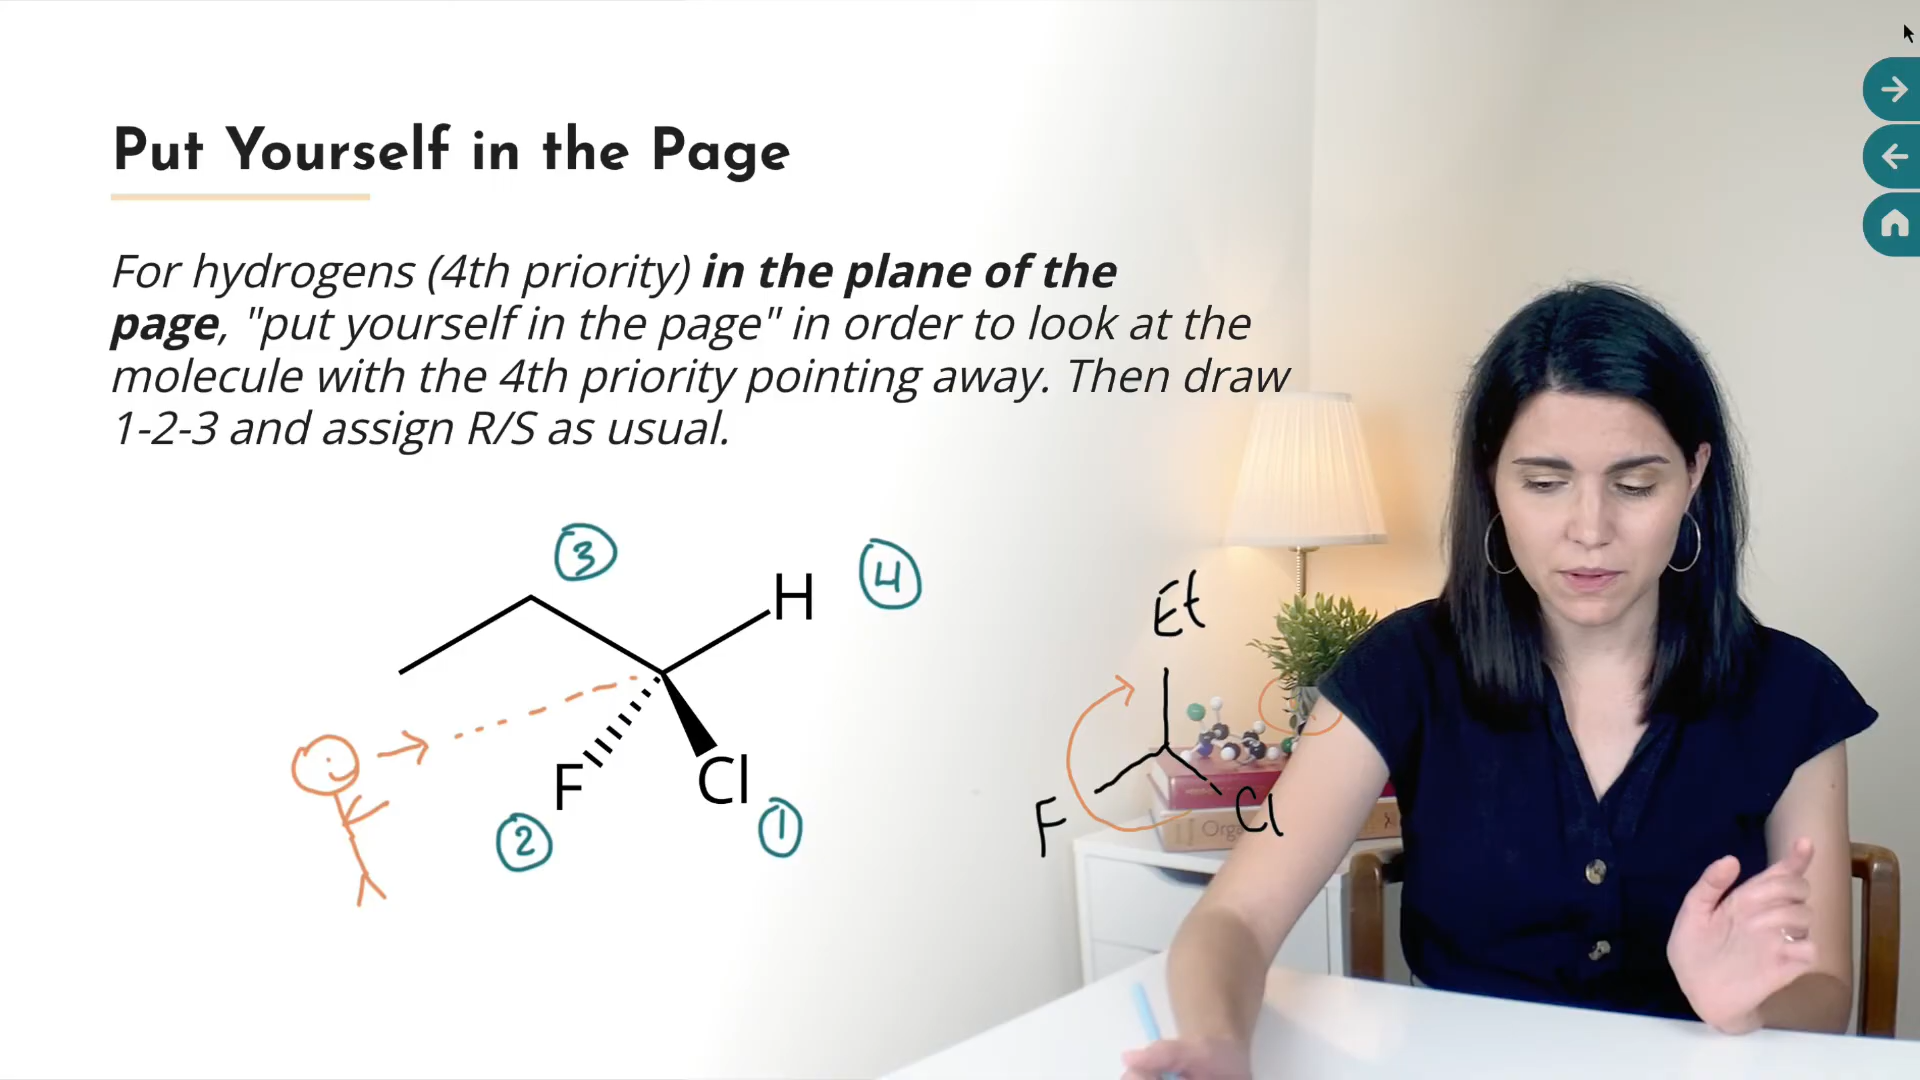 Put Yourself in the Page
For hydrogens (4th priority) in the plane of the
page, "put yourself in the page" in order to look at the
molecule with the 4th priority pointing away. Then draw
1-2-3 and assign R/S as usual.
3
H
4
Et
F
Cl
2
1
F
Cl